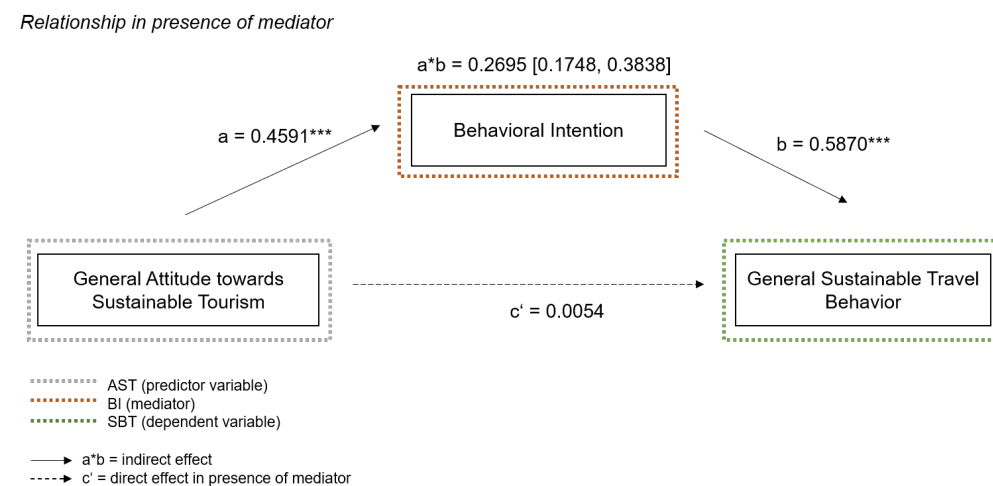 Relationship in presence of mediator
a*b = 0.2695 [0.1748, 0.3838]
a = 0.4591***
Behavioral Intention
b = 0.5870***
General Attitude towards
Sustainable Tourism
c‘ = 0.0054
General Sustainable Travel
Behavior
AST (predictor variable)
BI (mediator)
SBT (dependent variable)
a*b = indirect effect
c‘ = direct effect in presence of mediator